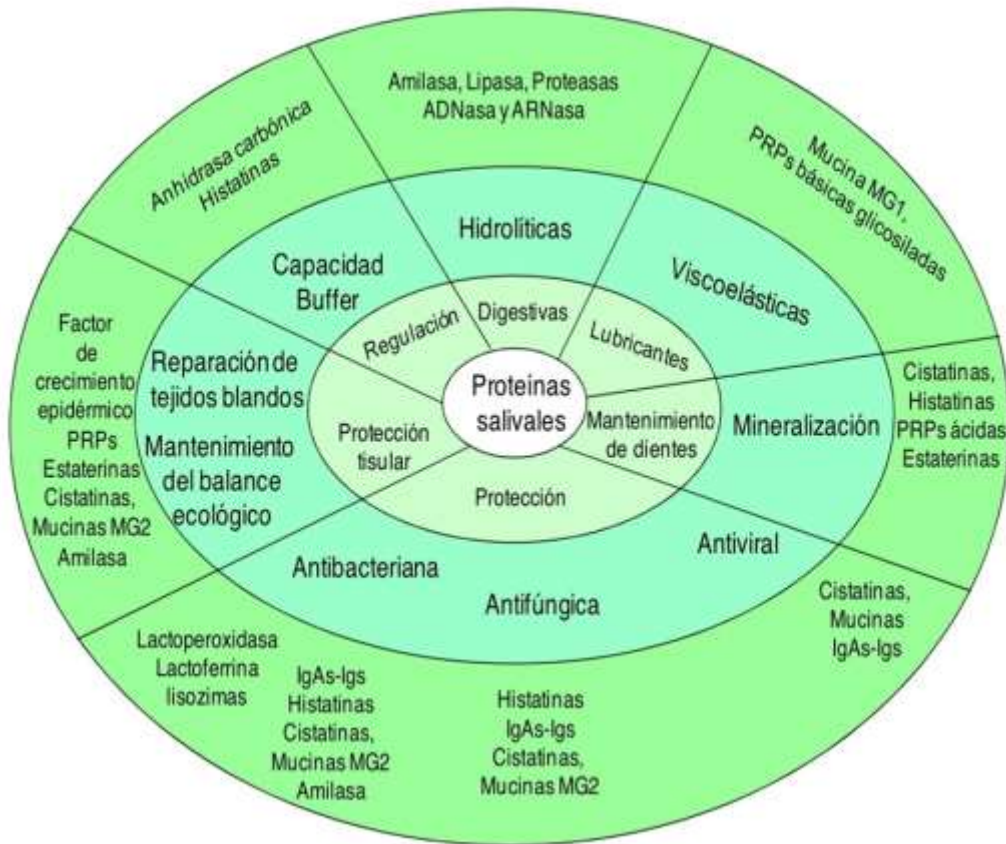 Proteínas
salivales
Digestivas
Hidrolíticas
Amilasa, Lipasa, Proteasas
ADNasa y ARNasa
Lubricantes
Viscoelásticas
Mucina MG1,
PRPs básicas glicosiladas
Mantenimiento
de dientes
Mineralización
Cistatinas,
Histatinas
PRPs ácidas
Estaterinas
Protección
Antiviral
Cistatinas,
Mucinas
IgAs-Igs
Antifúngica
Histatinas
IgAs-Igs
Cistatinas,
Mucinas MG2
Antibacteriana
IgAs-Igs
Histatinas
Cistatinas,
Mucinas MG2
Amilasa
Lactoperoxidasa
Lactoferrina
lisozimas
Protección
tisular
Reparación de
tejidos blandos
Mantenimiento
del balance
ecológico
Factor
de
crecimiento
epidérmico
PRPs
Estaterinas
Cistatinas,
Mucinas MG2
Amilasa
Regulación
Capacidad
Buffer
Anhidrasa carbónica
Histatinas